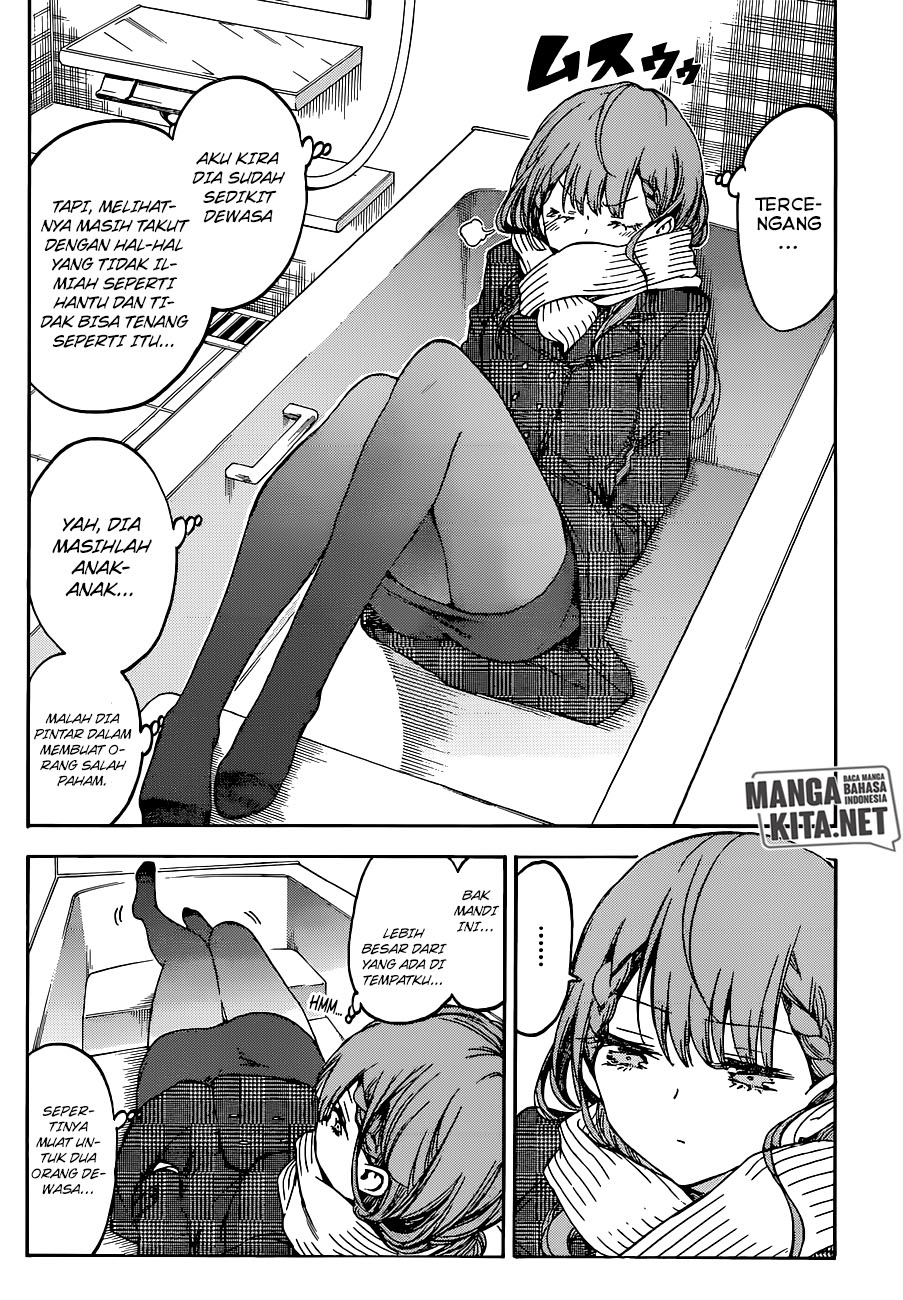 ムスゥゥ
TERCE-
NGANG
...
AKU KIRA
DIA SUDAH
SEDIKIT
DEWASA
TAPI, MELIHAT-
NYA MASIH TAKUT
DENGAN HAL-HAL
YANG TIDAK IL-
MIAH SEPERTI
HANTU DAN TI-
DAK BISA TENANG
SEPERTI ITU...
YAH, DIA
MASIHLAH
ANAK-
ANAK...
MALAH DIA
PINTAR DALAM
MEMBUAT O-
RANG SALAH
PAHAM.
MANGA
-KITA.NET
BACA MANGA
BAHASA
INDONESIA
........
BAK
MANDI
INI...
LEBIH
BESAR DARI
YANG ADA DI
TEMPATKU...
HMM...
SEPER-
TINYA
MUAT UN-
TUK DUA
ORANG DE-
WASA...